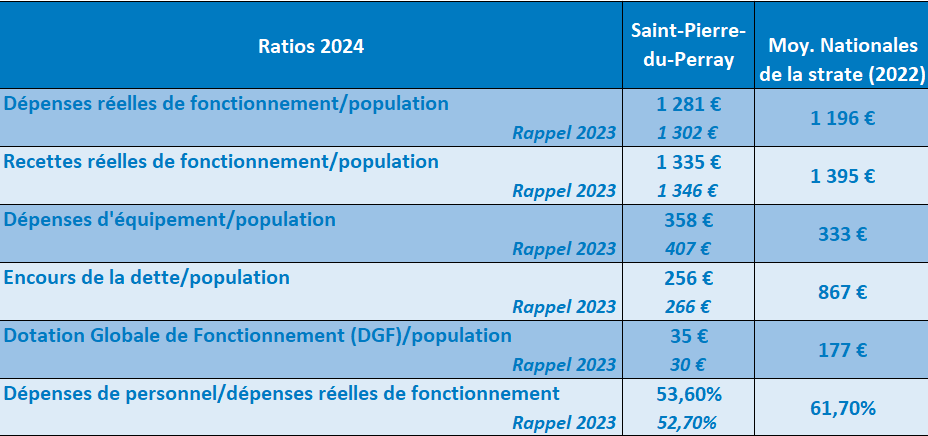 Ratios 2024
Saint-Pierre-
du-Perray
Moy. Nationales
de la strate (2022)
Dépenses réelles de fonctionnement/population
1 281 €
Rappel 2023
1 302 €
1 196 €
Recettes réelles de fonctionnement/population
1 335 €
Rappel 2023
1 346 €
1 395 €
Dépenses d'équipement/population
358 €
Rappel 2023
407 €
333 €
Encours de la dette/population
256 €
Rappel 2023
266 €
867 €
Dotation Globale de Fonctionnement (DGF)/population
35 €
Rappel 2023
30 €
177 €
Dépenses de personnel/dépenses réelles de fonctionnement
53,60%
Rappel 2023
52,70%
61,70%